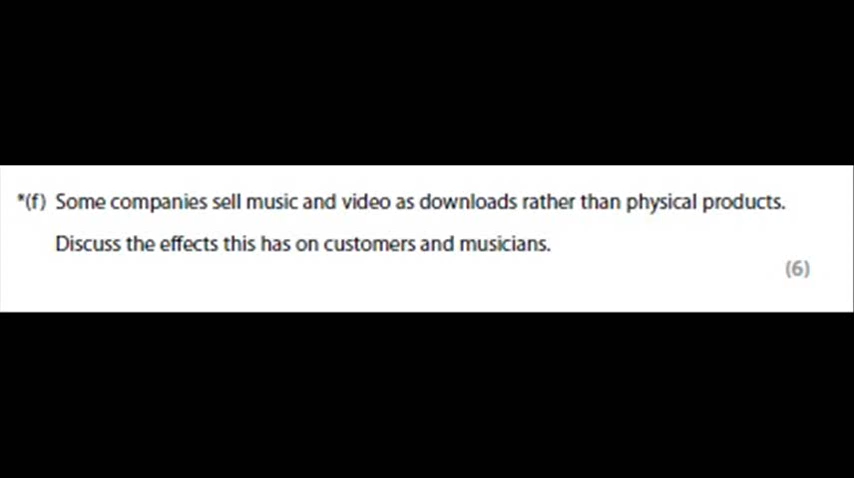 *(f) Some companies sell music and video as downloads rather than physical products.
Discuss the effects this has on customers and musicians.
(6)